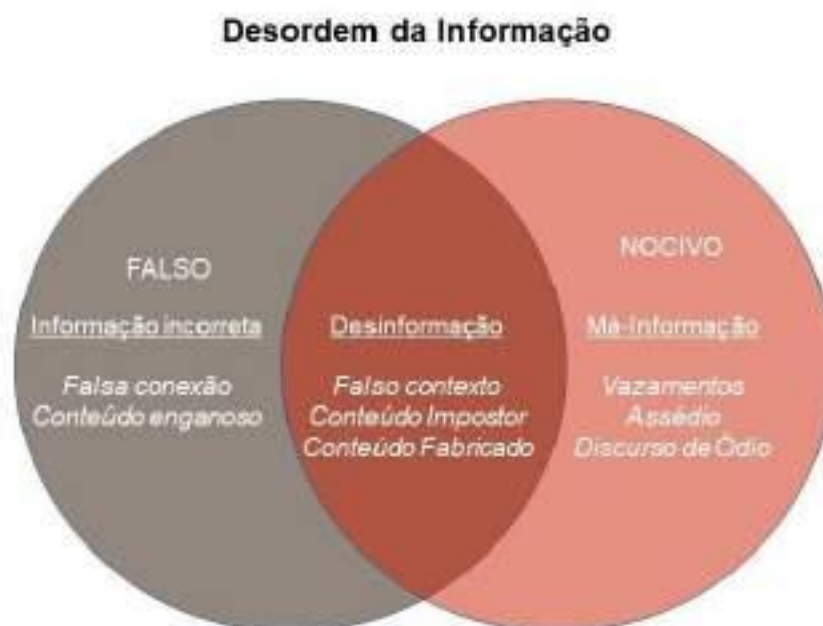 Desordem da Informação
FALSO
Informação incorreta
Falsa conexão
Conteúdo enganoso
Desinformação
Falso contexto
Conteúdo Impostor
Conteúdo Fabricado
NOCIVO
Má-Informação
Vazamentos
Assédio
Discurso de Ódio